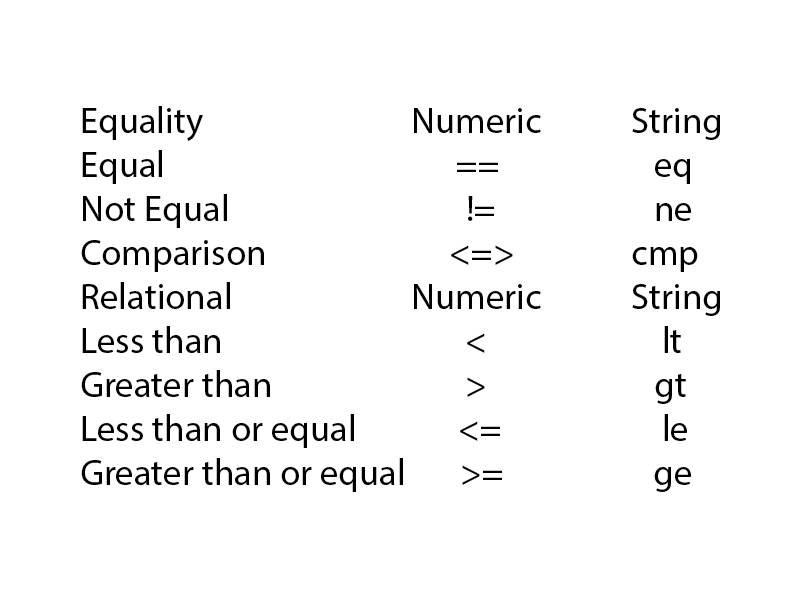 Equality Numeric String
Equal == eq
Not Equal != ne
Comparison <=> cmp
Relational Numeric String
Less than < lt
Greater than > gt
Less than or equal <= le
Greater than or equal >= ge